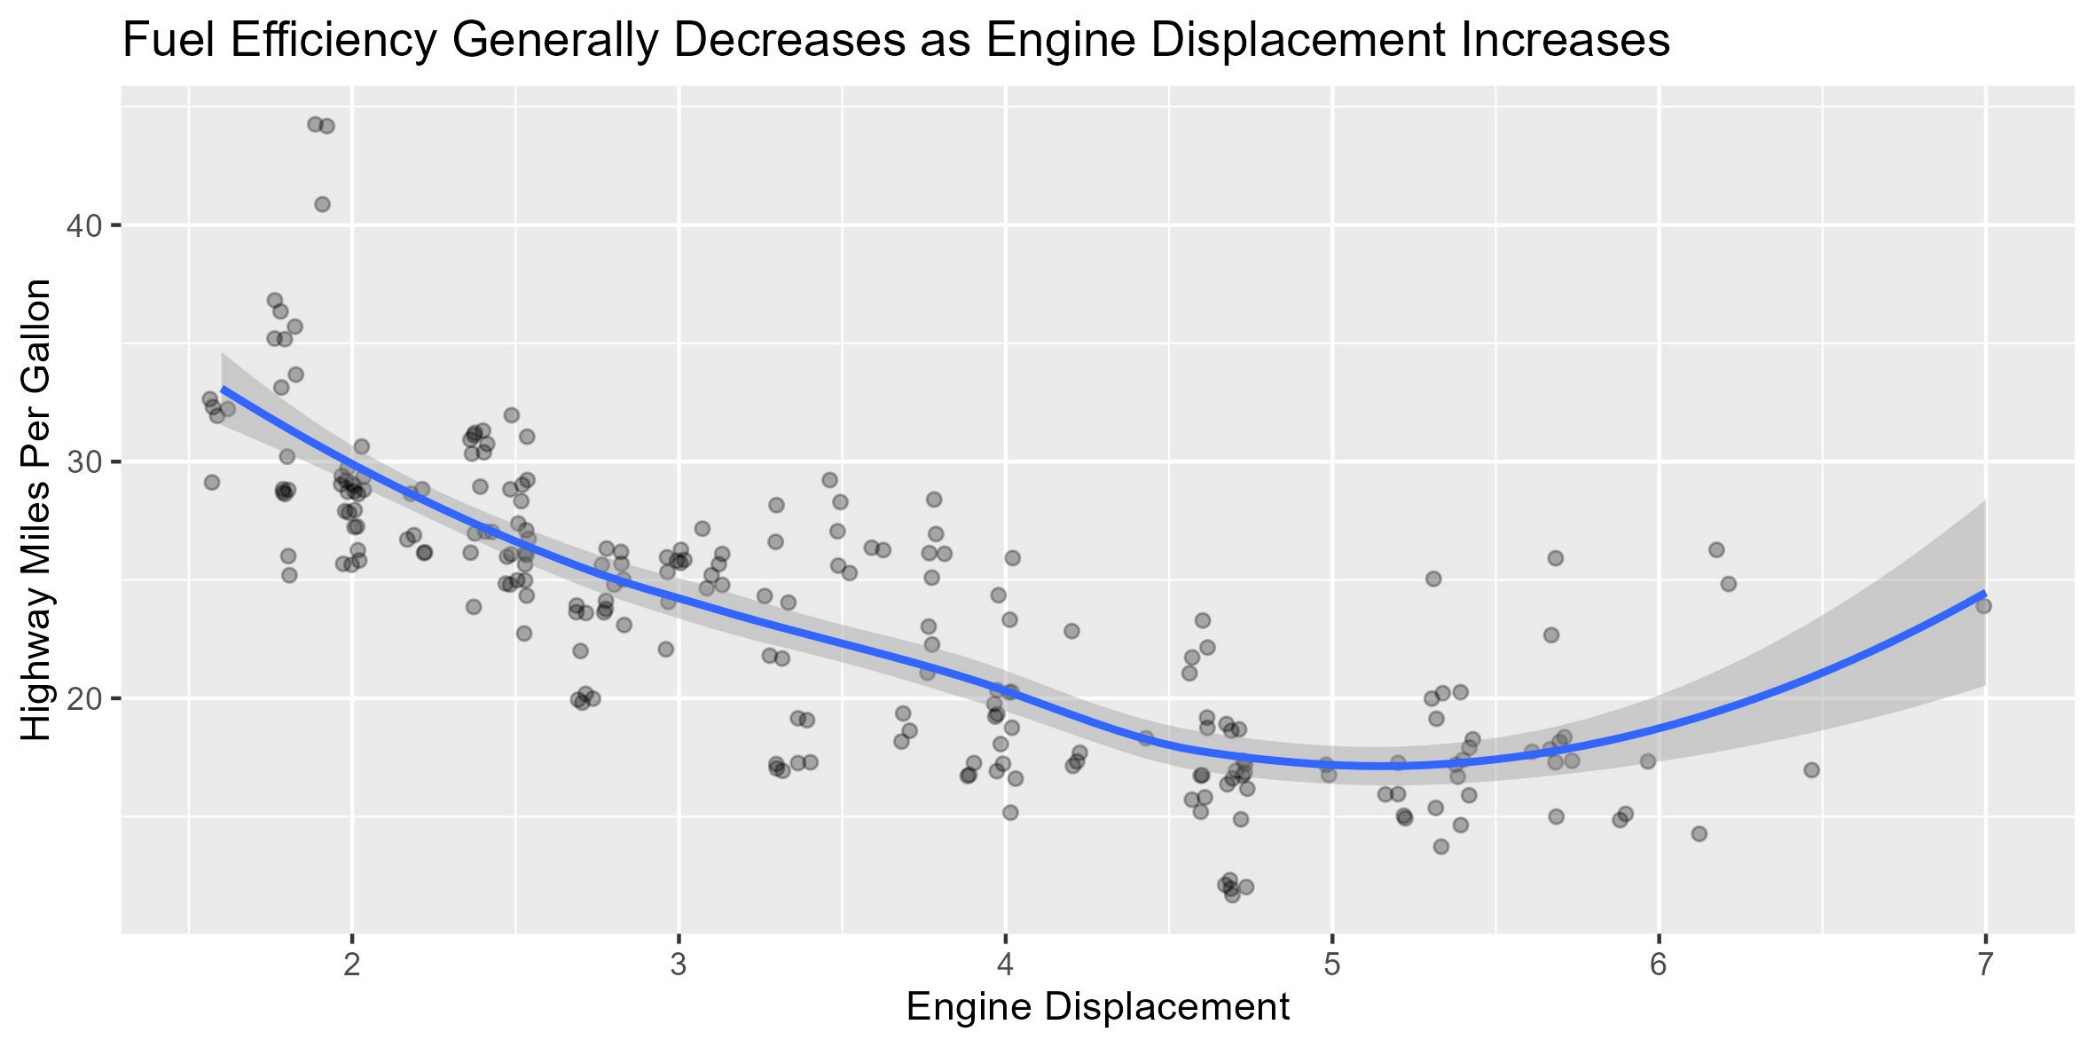 Fuel Efficiency Generally Decreases as Engine Displacement Increases
Highway Miles Per Gallon
40
30
20
2 3 4 5 6 7
Engine Displacement